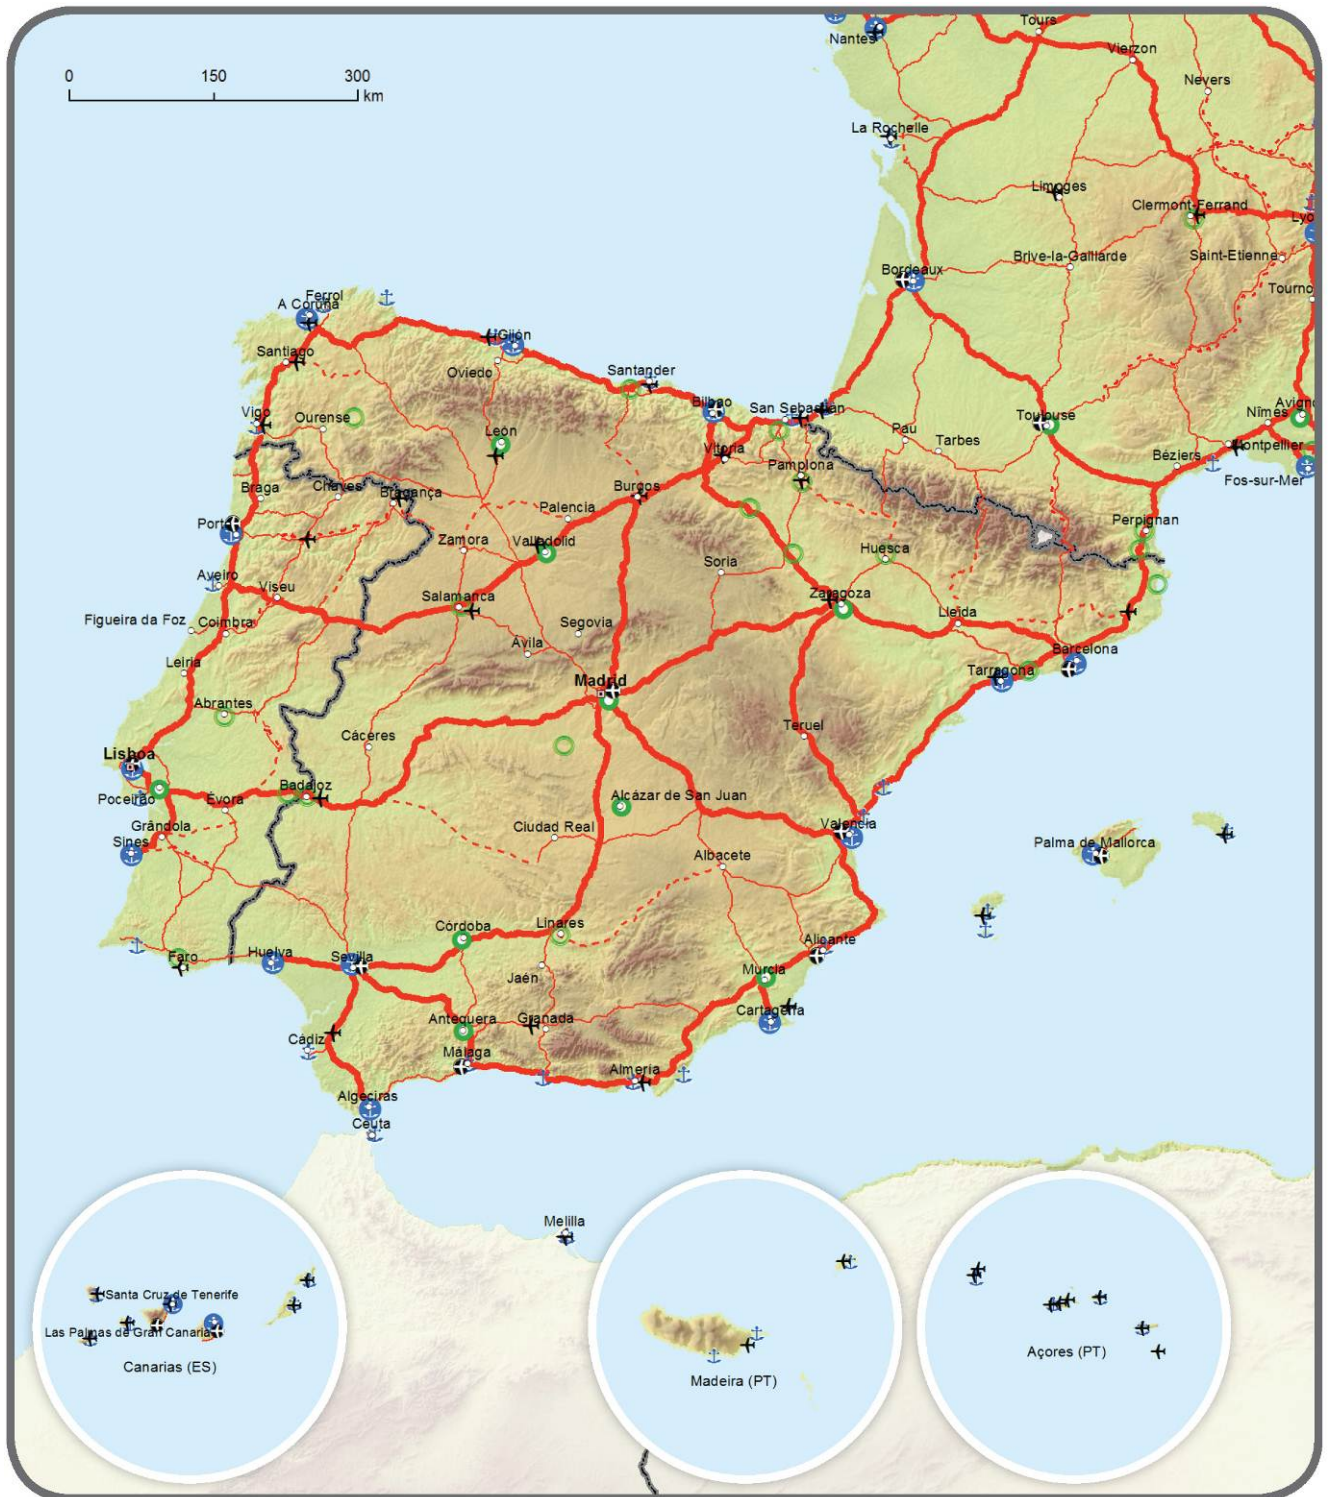 0 150 300
km
Tours
Nantes
Vierzon
Nevers
La Rochelle
Limoges
Clermont-Ferrand
Lyo
Bordeaux
Brive-la-Gaillarde
Saint-Etienne
Tourno
Ferrol
A Coruña
Gijón
Santiago
Oviedo
Santander
Bilbao
San Sebastián
Toulouse
Avigno
Nîmes
Vigo
Ourense
León
Vitoria
Pau
Tarbes
Montpellier
Béziers
Pamplona
Fos-sur-Mer
Braga
Chaves
Bragança
Burgos
Palencia
Perpignan
Porto
Zamora
Valladolid
Soria
Huesca
Aveiro
Viseu
Salamanca
Zaragoza
Lleida
Figueira da Foz
Coimbra
Segovia
Ávila
Barcelona
Leiria
Madrid
Tarragona
Abrantes
Teruel
Cáceres
Lisboa
Badajoz
Poceirão
Évora
Alcázar de San Juan
Ciudad Real
Valencia
Grândola
Sines
Albacete
Palma de Mallorca
Córdoba
Linares
Alicante
Faro
Huelva
Sevilla
Jaén
Murcia
Antequera
Granada
Cartagena
Cádiz
Málaga
Almería
Algeciras
Ceuta
Melilla
Santa Cruz de Tenerife
Las Palmas de Gran Canaria
Canarias (ES)
Madeira (PT)
Açores (PT)